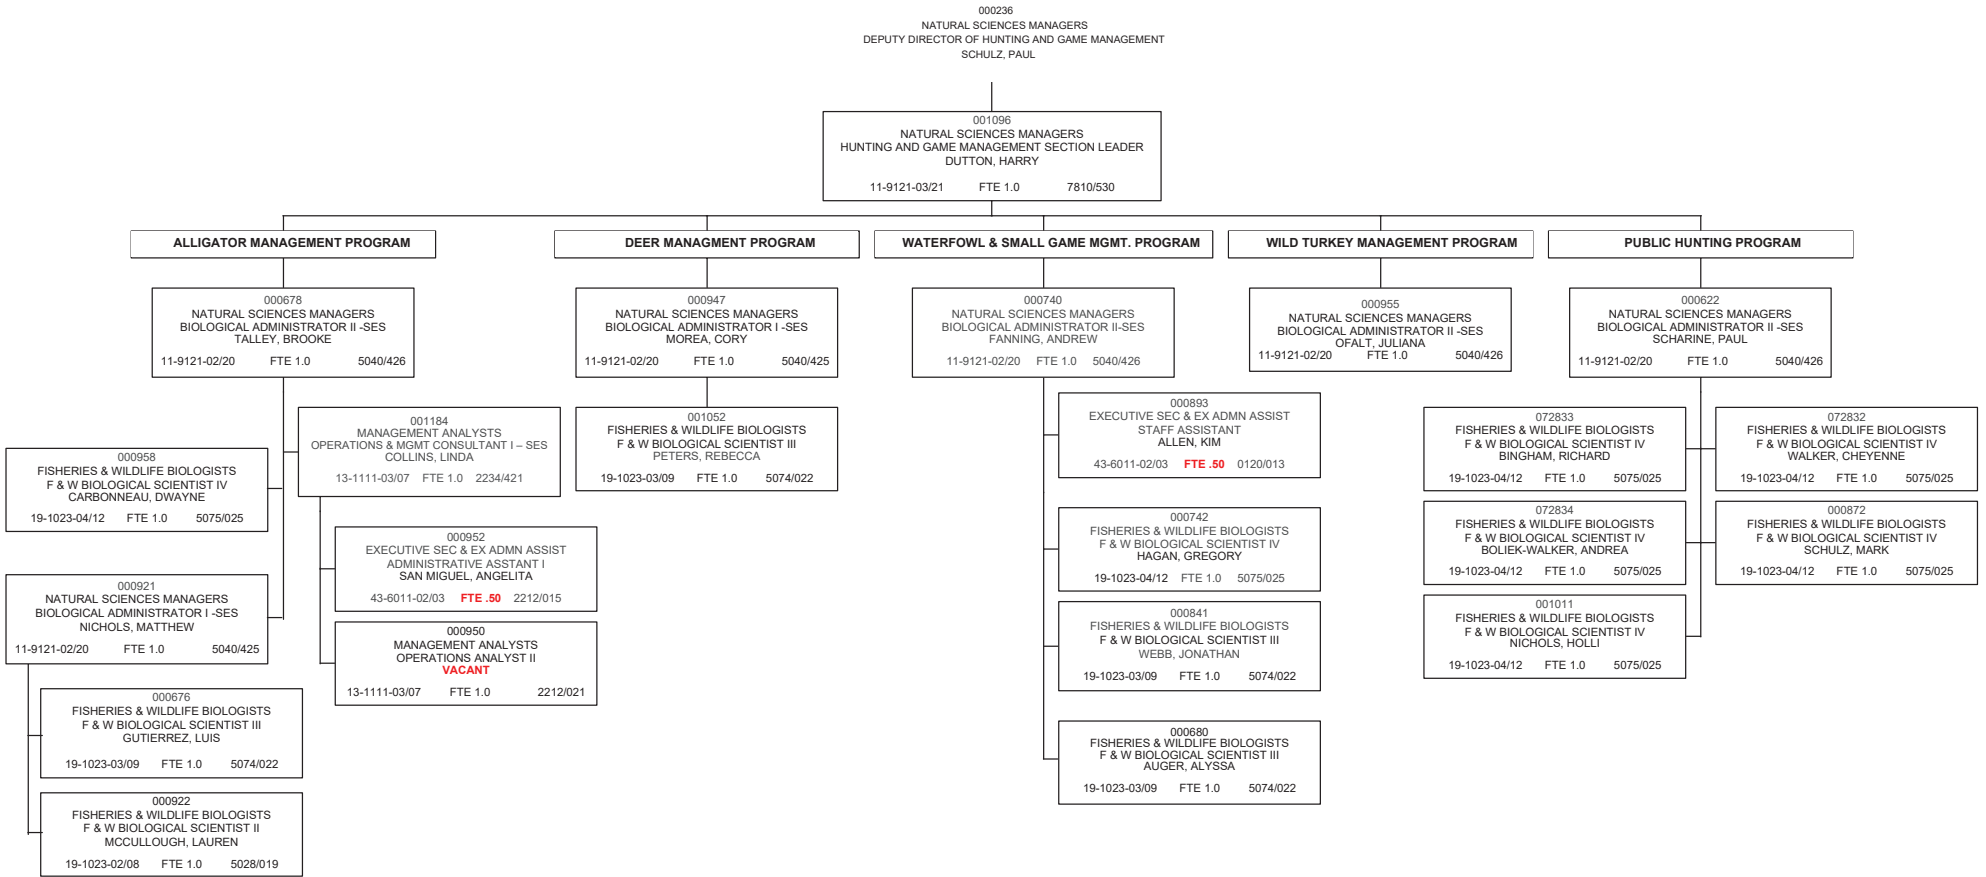 000236
NATURAL SCIENCES MANAGERS
DEPUTY DIRECTOR OF HUNTING AND GAME MANAGEMENT
SCHULZ, PAUL
001096
NATURAL SCIENCES MANAGERS
HUNTING AND GAME MANAGEMENT SECTION LEADER
DUTTON, HARRY
11-9121-03/21 FTE 1.0 7810/530
ALLIGATOR MANAGEMENT PROGRAM
000678
NATURAL SCIENCES MANAGERS
BIOLOGICAL ADMINISTRATOR II -SES
TALLEY, BROOKE
11-9121-02/20 FTE 1.0 5040/426
001184
MANAGEMENT ANALYSTS
OPERATIONS & MGMT CONSULTANT I – SES
COLLINS, LINDA
13-1111-03/07 FTE 1.0 2234/421
000958
FISHERIES & WILDLIFE BIOLOGISTS
F & W BIOLOGICAL SCIENTIST IV
CARBONNEAU, DWAYNE
19-1023-04/12 FTE 1.0 5075/025
000952
EXECUTIVE SEC & EX ADMN ASSIST
ADMINISTRATIVE ASSTANT I
SAN MIGUEL, ANGELITA
43-6011-02/03 FTE .50 2212/015
000921
NATURAL SCIENCES MANAGERS
BIOLOGICAL ADMINISTRATOR I -SES
NICHOLS, MATTHEW
11-9121-02/20 FTE 1.0 5040/425
000950
MANAGEMENT ANALYSTS
OPERATIONS ANALYST II
VACANT
13-1111-03/07 FTE 1.0 2212/021
000676
FISHERIES & WILDLIFE BIOLOGISTS
F & W BIOLOGICAL SCIENTIST III
GUTIERREZ, LUIS
19-1023-03/09 FTE 1.0 5074/022
000922
FISHERIES & WILDLIFE BIOLOGISTS
F & W BIOLOGICAL SCIENTIST II
MCCULLOUGH, LAUREN
19-1023-02/08 FTE 1.0 5028/019
DEER MANAGMENT PROGRAM
000947
NATURAL SCIENCES MANAGERS
BIOLOGICAL ADMINISTRATOR I -SES
MOREA, CORY
11-9121-02/20 FTE 1.0 5040/425
001052
FISHERIES & WILDLIFE BIOLOGISTS
F & W BIOLOGICAL SCIENTIST III
PETERS, REBECCA
19-1023-03/09 FTE 1.0 5074/022
WATERFOWL & SMALL GAME MGMT. PROGRAM
000740
NATURAL SCIENCES MANAGERS
BIOLOGICAL ADMINISTRATOR II-SES
FANNING, ANDREW
11-9121-02/20 FTE 1.0 5040/426
000893
EXECUTIVE SEC & EX ADMN ASSIST
STAFF ASSISTANT
ALLEN, KIM
43-6011-02/03 FTE .50 0120/013
000742
FISHERIES & WILDLIFE BIOLOGISTS
F & W BIOLOGICAL SCIENTIST IV
HAGAN, GREGORY
19-1023-04/12 FTE 1.0 5075/025
000841
FISHERIES & WILDLIFE BIOLOGISTS
F & W BIOLOGICAL SCIENTIST III
WEBB, JONATHAN
19-1023-03/09 FTE 1.0 5074/022
000680
FISHERIES & WILDLIFE BIOLOGISTS
F & W BIOLOGICAL SCIENTIST III
AUGER, ALYSSA
19-1023-03/09 FTE 1.0 5074/022
WILD TURKEY MANAGEMENT PROGRAM
000955
NATURAL SCIENCES MANAGERS
BIOLOGICAL ADMINISTRATOR II -SES
OFALT, JULIANA
11-9121-02/20 FTE 1.0 5040/426
PUBLIC HUNTING PROGRAM
000622
NATURAL SCIENCES MANAGERS
BIOLOGICAL ADMINISTRATOR II -SES
SCHARINE, PAUL
11-9121-02/20 FTE 1.0 5040/426
072833
FISHERIES & WILDLIFE BIOLOGISTS
F & W BIOLOGICAL SCIENTIST IV
BINGHAM, RICHARD
19-1023-04/12 FTE 1.0 5075/025
072832
FISHERIES & WILDLIFE BIOLOGISTS
F & W BIOLOGICAL SCIENTIST IV
WALKER, CHEYENNE
19-1023-04/12 FTE 1.0 5075/025
072834
FISHERIES & WILDLIFE BIOLOGISTS
F & W BIOLOGICAL SCIENTIST IV
BOLIEK-WALKER, ANDREA
19-1023-04/12 FTE 1.0 5075/025
000872
FISHERIES & WILDLIFE BIOLOGISTS
F & W BIOLOGICAL SCIENTIST IV
SCHULZ, MARK
19-1023-04/12 FTE 1.0 5075/025
001011
FISHERIES & WILDLIFE BIOLOGISTS
F & W BIOLOGICAL SCIENTIST IV
NICHOLS, HOLLI
19-1023-04/12 FTE 1.0 5075/025